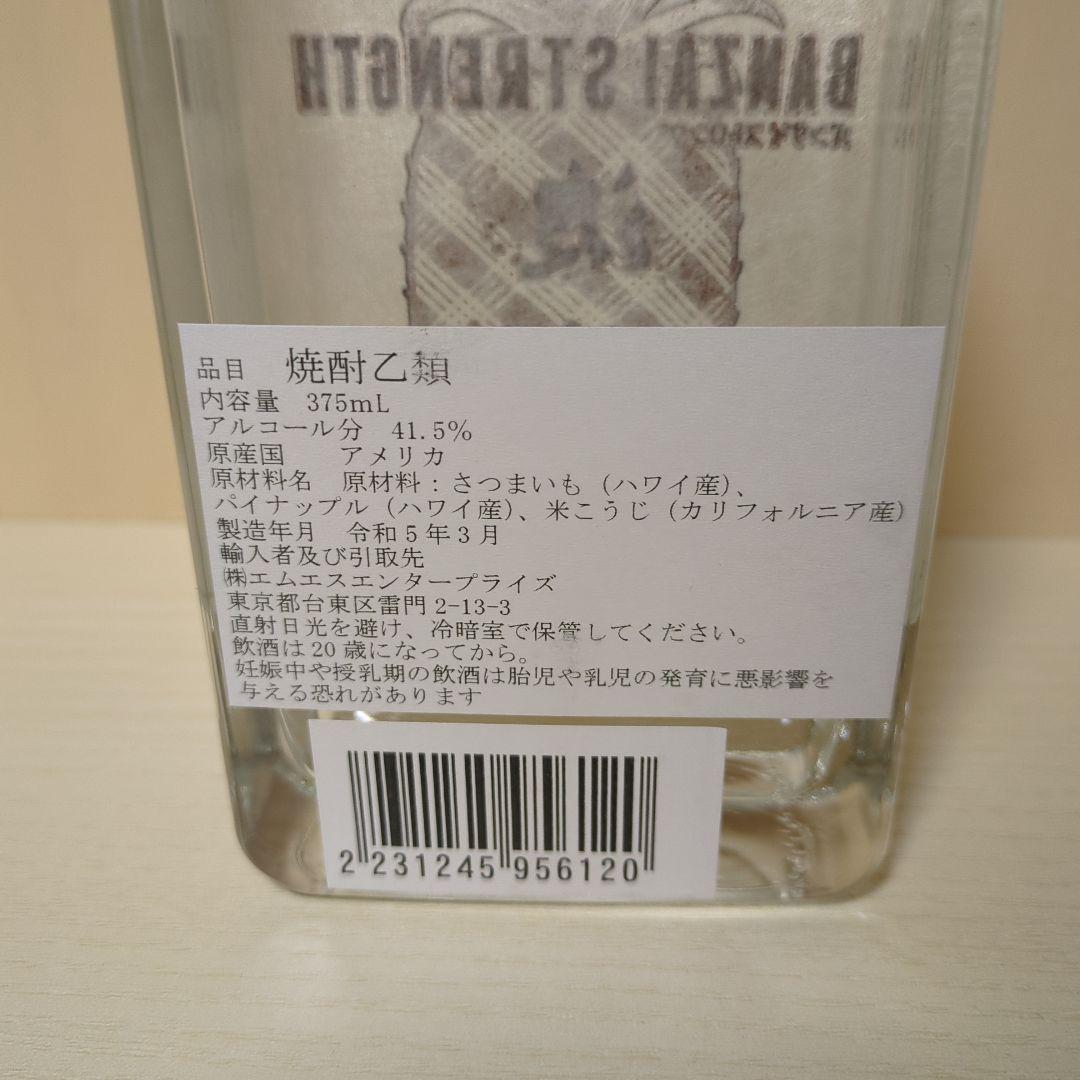 BANZAI STRENGTH
バンザイストロング
品目 焼酎乙類
内容量 375mL
アルコール分 41.5%
原産国 アメリカ
原材料名 原材料:さつまいも(ハワイ産)、
パイナップル(ハワイ産)、米こうじ(カリフォルニア産)
製造年月 令和5年3月
輸入者及び引取先
㈱エムエスエンタープライズ
東京都台東区雷門2-13-3
直射日光を避け、冷暗室で保管してください。
飲酒は20歳になってから。
妊娠中や授乳期の飲酒は胎児や乳児の発育に悪影響を
与える恐れがあります
2 231245 956120